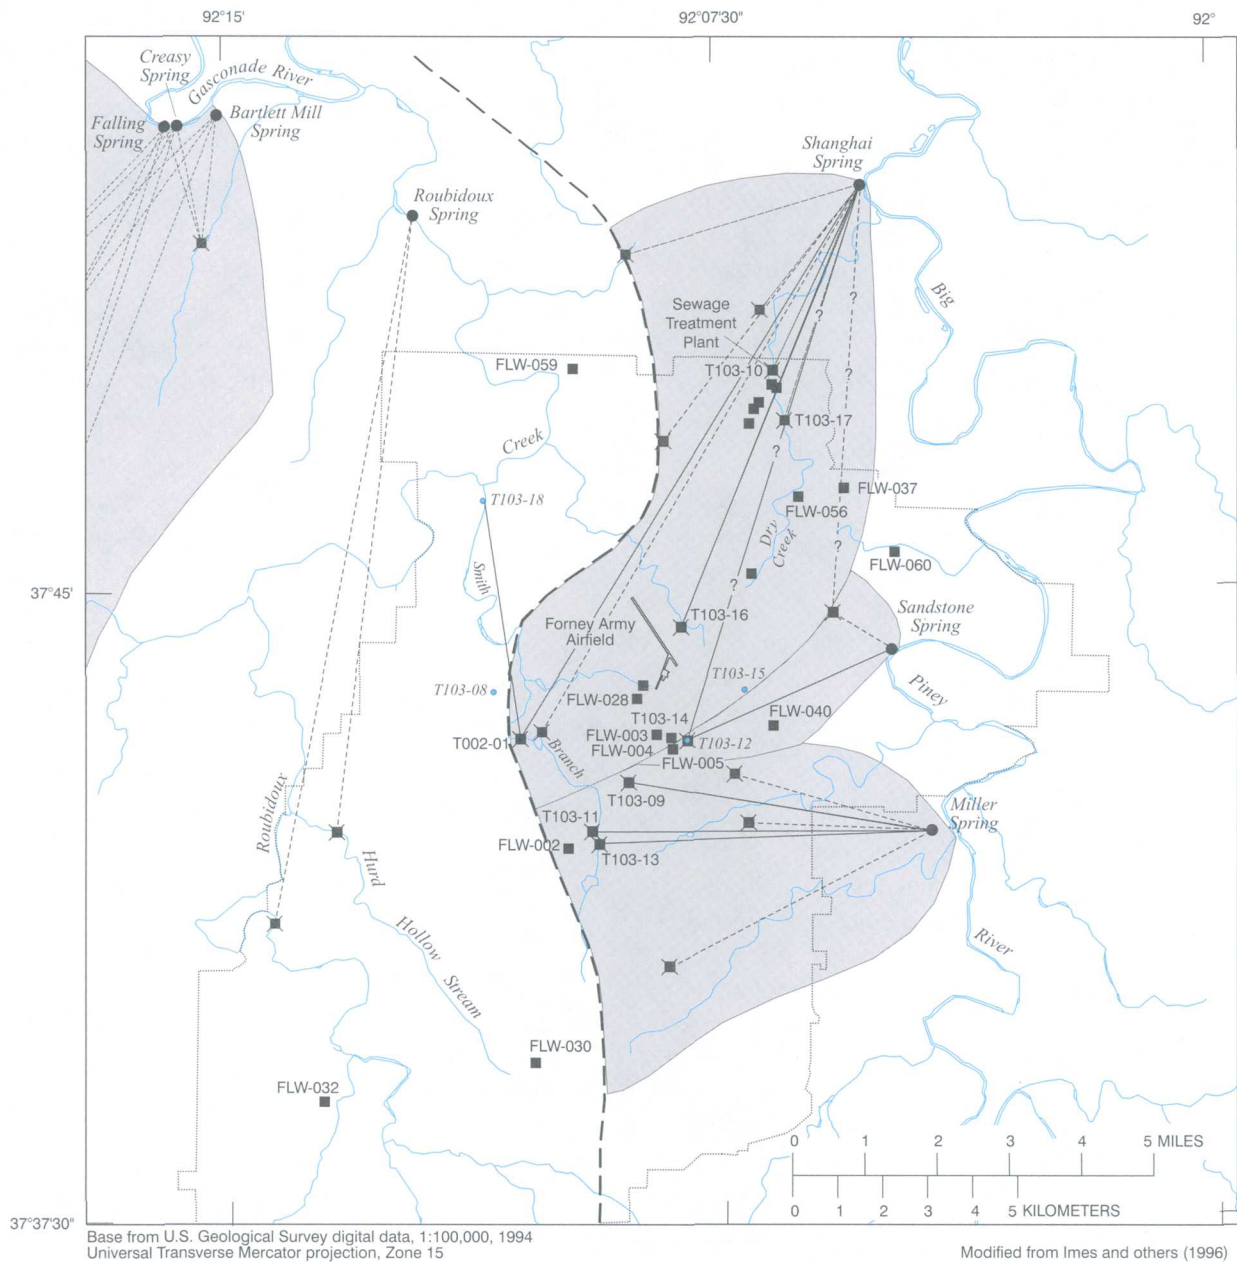 92°15'
92°07'30"
92°
Creasy
Spring
Gasconade River
Falling
Spring
Bartlett Mill
Spring
Shanghai
Spring
Roubidoux
Spring
Big
?
?
Sewage
Treatment
Plant
FLW-059
T103-10
?
T103-17
Creek
?
T103-18
FLW-037
FLW-056
Dry
Creek
?
FLW-060
37°45'
Smith
?
Sandstone
Spring
T103-16
Forney Army
Airfield
T103-15
T103-08
Piney
FLW-028
T103-14
FLW-040
FLW-003
T002-01
T103-12
FLW-004
Branch
FLW-005
T103-09
Roubidoux
T103-11
Miller
Spring
FLW-002
T103-13
Hurd
Hollow
Stream
River
FLW-030
FLW-032
0 1 2 3 4 5 MILES
0 1 2 3 4 5 KILOMETERS
37°37'30"
Base from U.S. Geological Survey digital data, 1:100,000, 1994
Universal Transverse Mercator projection, Zone 15
Modified from Imes and others (1996)